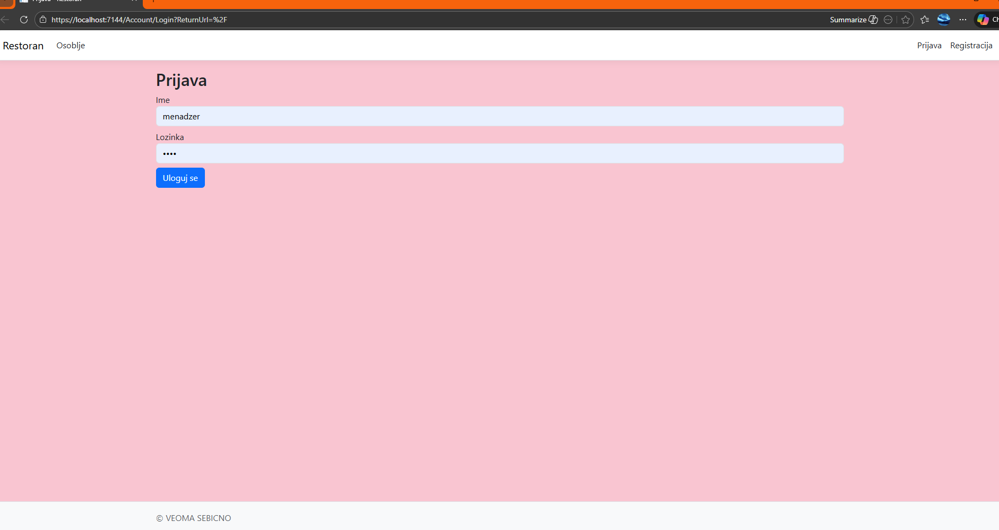 https://localhost:7144/Account/Login?ReturnUrl=%2F
Summarize
Restoran
Osoblje
Prijava
Registracija
Prijava
Ime
menadzer
Lozinka
••••
Uloguj se
© VEOMA SEBICNO